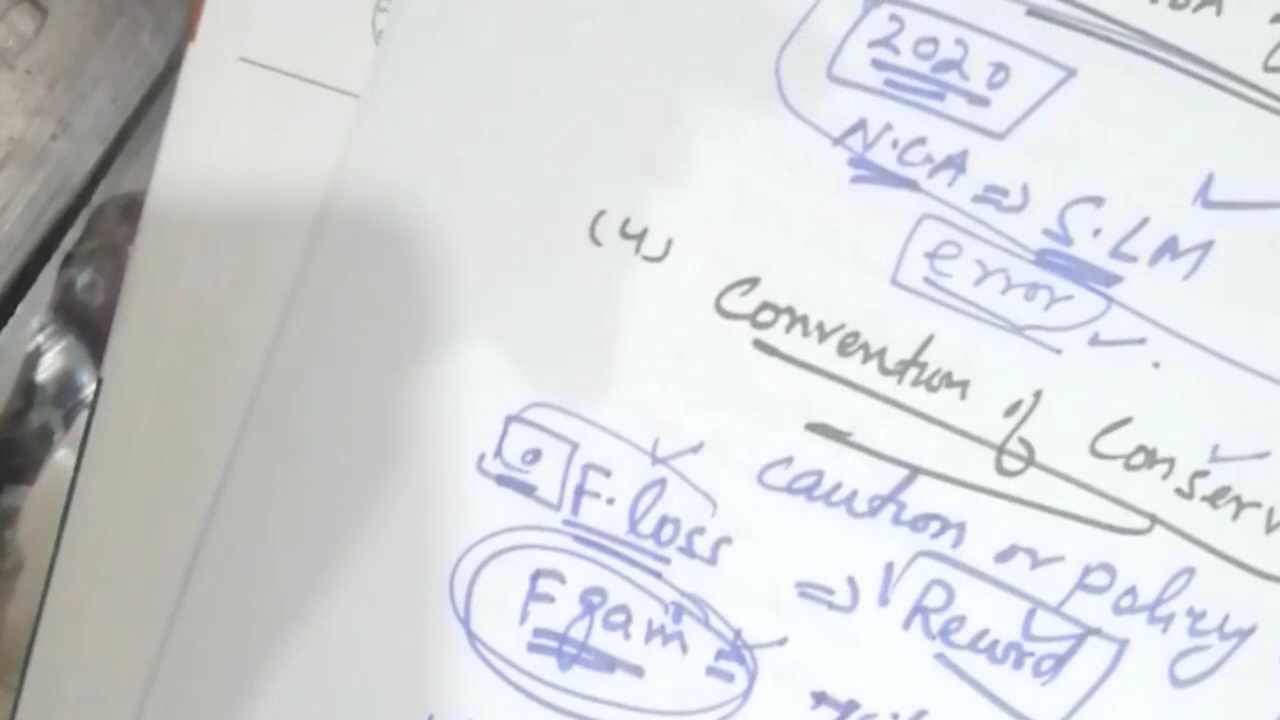 2020
N.C.A ⇒ S.LM
error
(4) Convention of Conserv
caution or policy
F. loss
F gain
⇒ Record